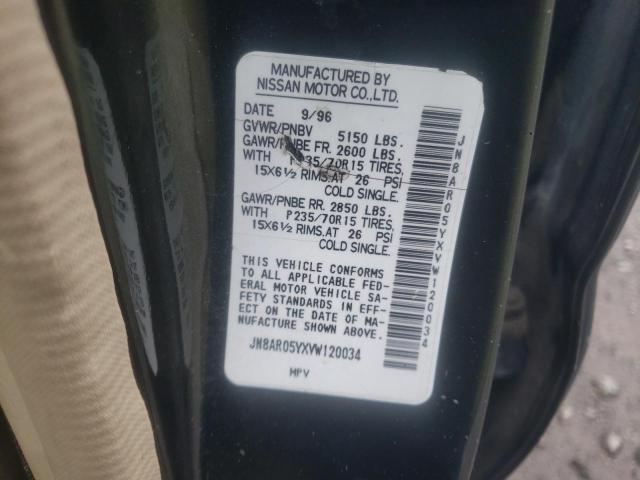 MANUFACTURED BY
NISSAN MOTOR CO.,LTD.
DATE 9/96
GVWR/PNBV 5150 LBS.
GAWR/PNBE FR. 2600 LBS.
WITH P235/70R15 TIRES,
15X6½ RIMS.AT 26 PSI
COLD SINGLE.
GAWR/PNBE RR. 2850 LBS.
WITH P235/70R15 TIRES,
15X6½ RIMS.AT 26 PSI
COLD SINGLE.
THIS VEHICLE CONFORMS
TO ALL APPLICABLE FED-
ERAL MOTOR VEHICLE SA-
FETY STANDARDS IN EFF-
ECT ON THE DATE OF MA-
NUFACTURE SHOWN ABOVE.
JN8AR05YXVW120034
MPV
JN8AR05YXVW120034